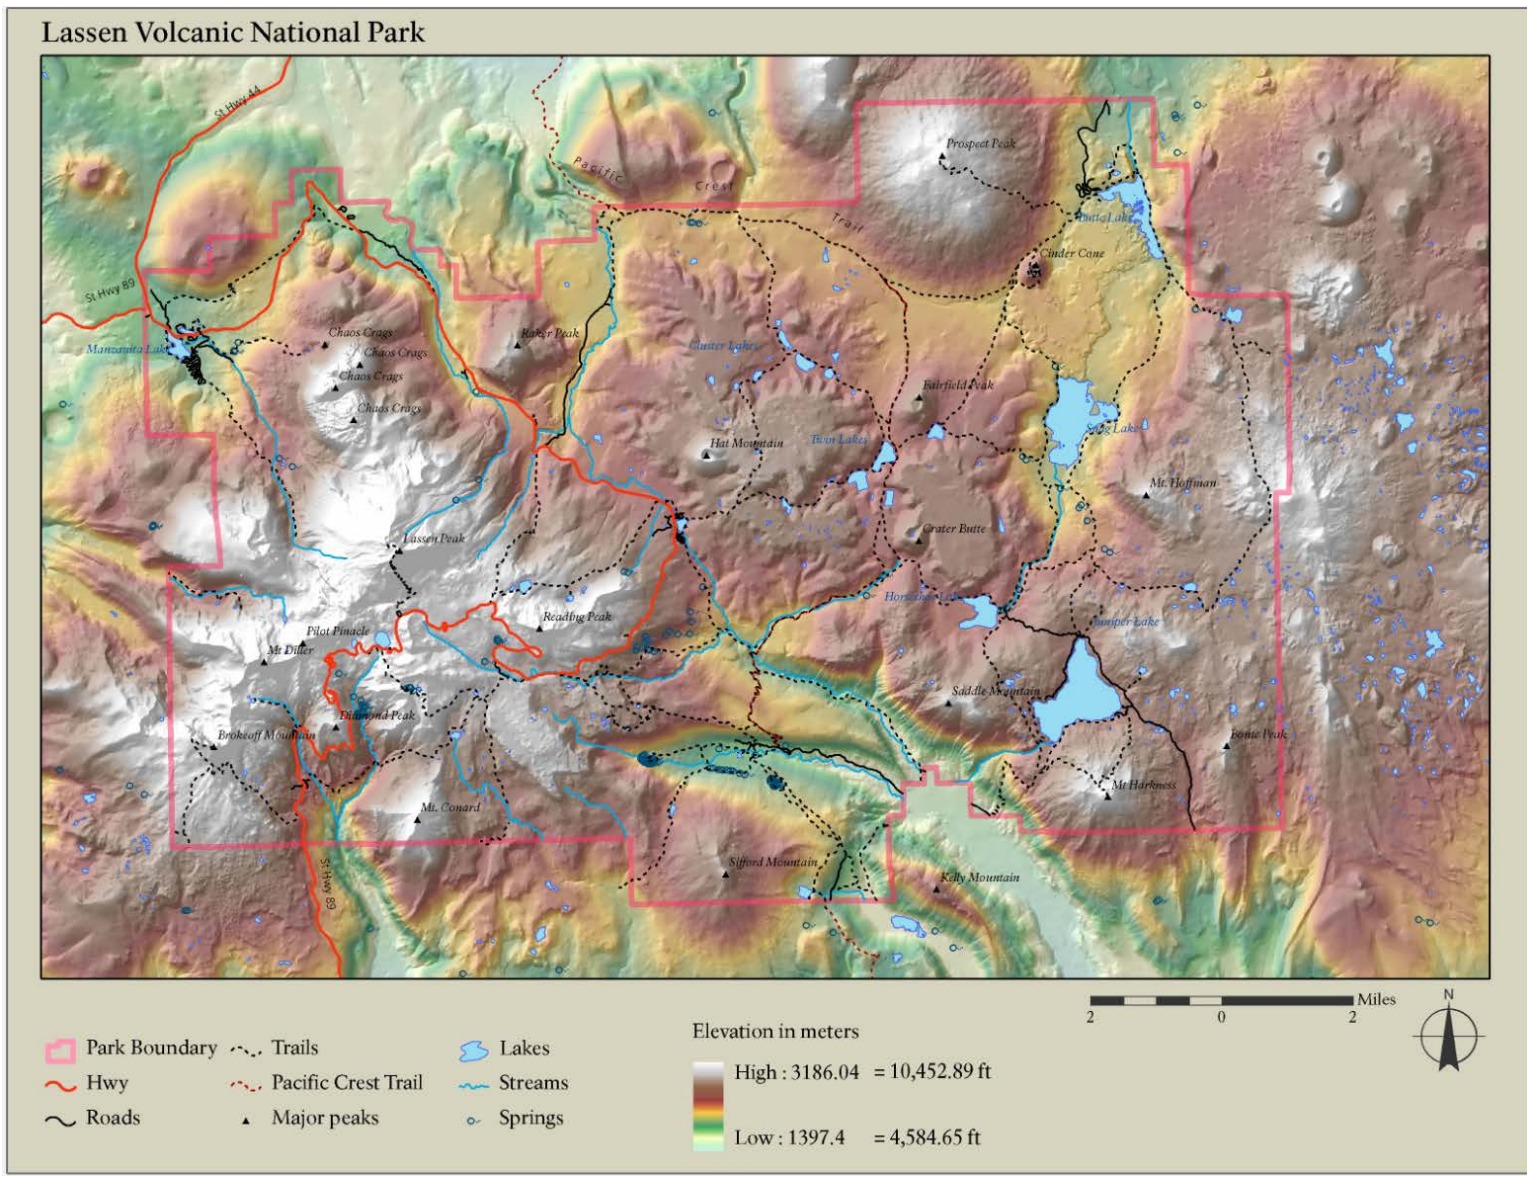 Lassen Volcanic National Park
St Hwy 44
Pacific
Crest
Trail
Prospect Peak
Butte Lake
Cinder Cone
St Hwy 89
Manzanita Lake
Chaos Crags
Chaos Crags
Chaos Crags
Chaos Crags
Raker Peak
Cluster Lakes
Fairfield Peak
Snag Lake
Hat Mountain
Twin Lakes
Mt. Hoffman
Crater Butte
Lassen Peak
Horseshoe Lake
Juniper Lake
Reading Peak
Pilot Pinacle
Mt Diller
Saddle Mountain
Diamond Peak
Brokeoff Mountain
Bonte Peak
Mt Harkness
Mt. Conard
Sifford Mountain
Kelly Mountain
St Hwy 89
Miles
2 0 2
N
Park Boundary
Hwy
Roads
Trails
Pacific Crest Trail
Major peaks
Lakes
Streams
Springs
Elevation in meters
High : 3186.04 = 10,452.89 ft
Low : 1397.4 = 4,584.65 ft